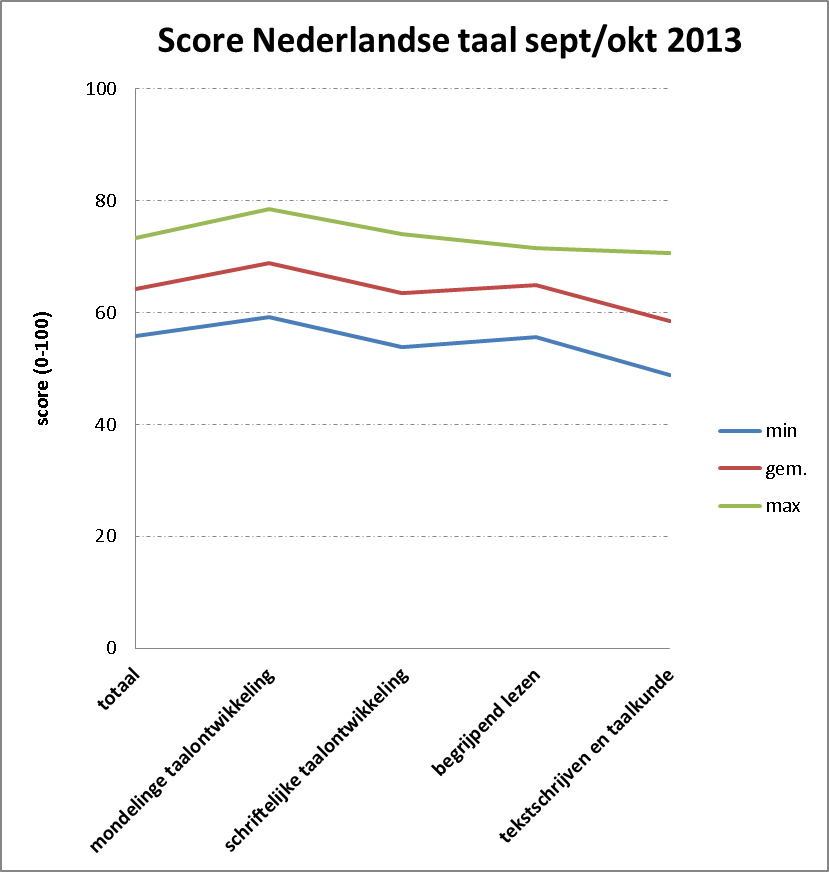 Score Nederlandse taal sept/okt 2013
100
80
60
40
20
0
score (0-100)
min
gem.
max
totaal
mondelinge taalontwikkeling
schriftelijke taalontwikkeling
begrijpend lezen
tekstschrijven en taalkunde